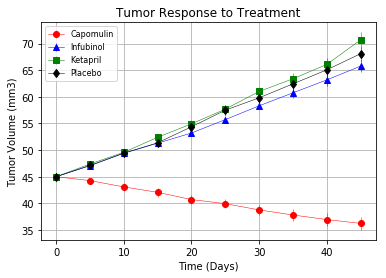 Tumor Response to Treatment
Capomulin
Infubinol
Ketapril
Placebo
Tumor Volume (mm3)
70
65
60
55
50
45
40
35
0
10
20
30
40
Time (Days)